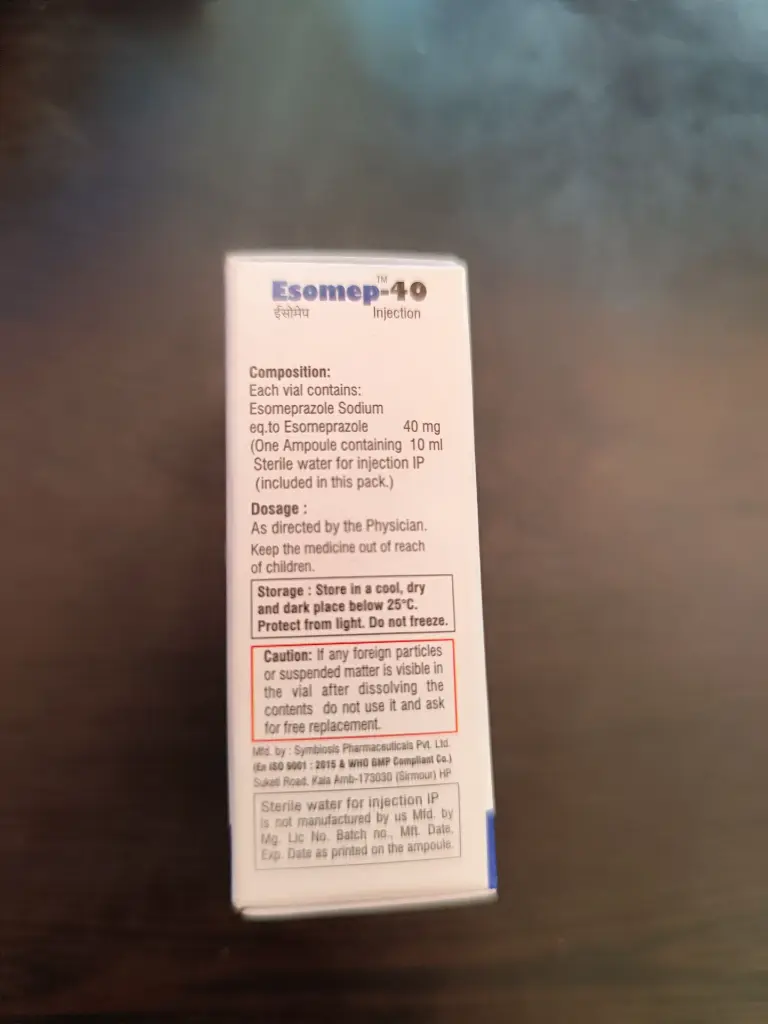 Esomep™-40
ईसोमेप Injection
Composition:
Each vial contains:
Esomeprazole Sodium
eq.to Esomeprazole 40 mg
(One Ampoule containing 10 ml
Sterile water for injection IP
(included in this pack.)
Dosage :
As directed by the Physician.
Keep the medicine out of reach
of children.
Storage : Store in a cool, dry
and dark place below 25°C.
Protect from light. Do not freeze.
Caution: If any foreign particles
or suspended matter is visible in
the vial after dissolving the
contents do not use it and ask
for free replacement.
Mfd. by : Symbiosis Pharmaceuticals Pvt. Ltd.
(En ISO 9001 : 2015 & WHO GMP Compliant Co.)
Suketi Road, Kala Amb-173030 (Sirmour) HP
Sterile water for injection IP
is not manufactured by us Mfd. by
Mg. Lic No. Batch no., Mft. Date,
Exp. Date as printed on the ampoule.